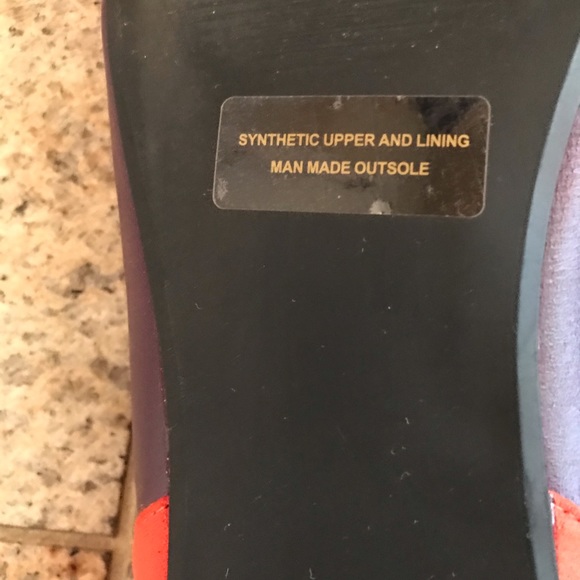 SYNTHETIC UPPER AND LINING
MAN MADE OUTSOLE